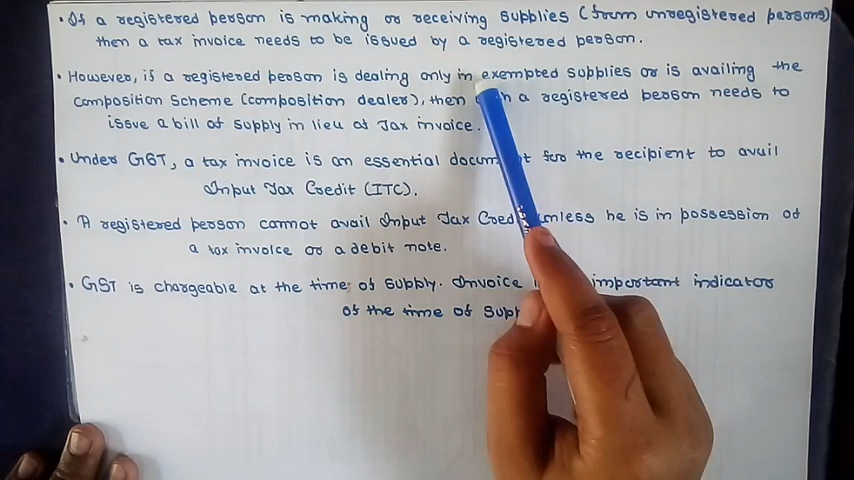 • If a registered person is making or receiving supplies (from unregistered persons)
then a tax invoice needs to be issued by a registered person.
• However, if a registered person is dealing only in exempted supplies or is availing the
composition scheme (composition dealer), then a registered person needs to
issue a bill of supply in lieu of Tax invoice.
• Under GST, a tax invoice is an essential document for the recipient to avail
Input Tax Credit (ITC).
• A registered person cannot avail Input Tax Credit unless he is in possession of
a tax invoice or a debit note.
• GST is chargeable at the time of supply. Invoice important indicator
of the time of supply